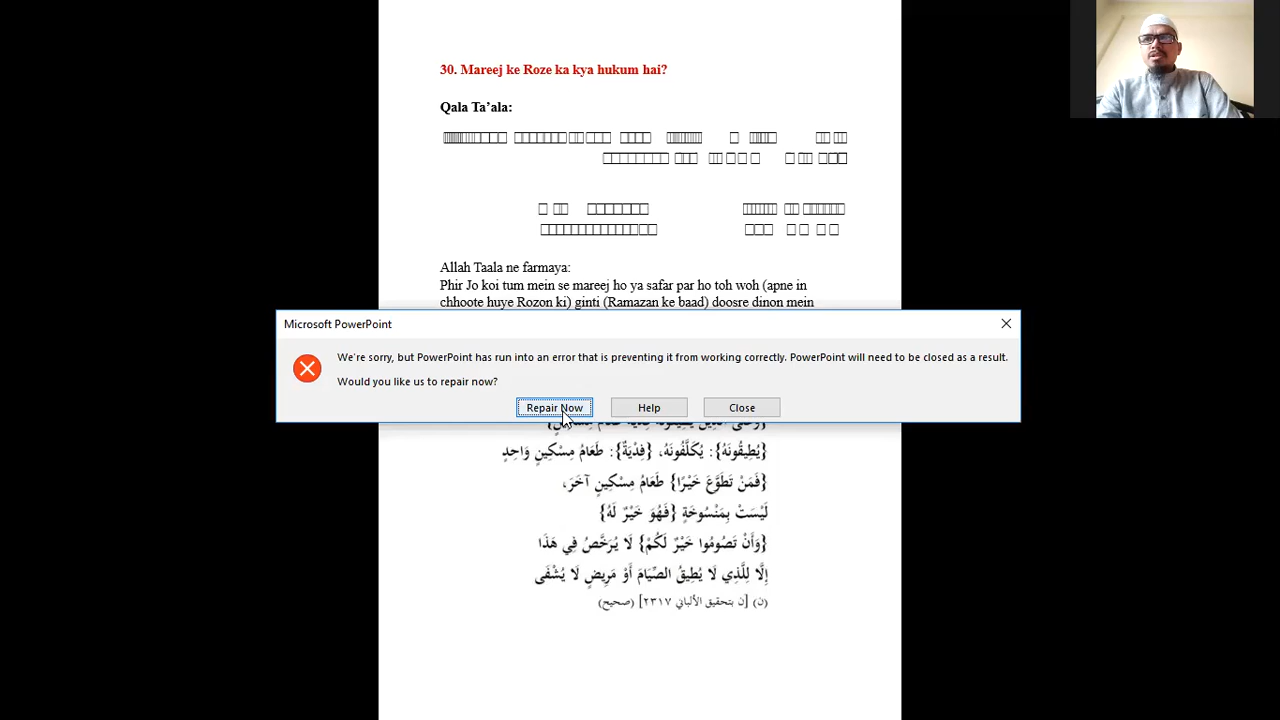 30. Mareej ke Roze ka kya hukum hai?
Qala Ta’ala:
Allah Taala ne farmaya:
Phir Jo koi tum mein se mareej ho ya safar par ho toh woh (apne in
chhoote huye Rozon ki) ginti (Ramazan ke baad) doosre dinon mein
Microsoft PowerPoint
We're sorry, but PowerPoint has run into an error that is preventing it from working correctly. PowerPoint will need to be closed as a result.
Would you like us to repair now?
Repair Now Help Close
{يُطِيقُونَهُ}: يُكَلَّفُونَهُ، {فِدْيَةٌ}: طَعَامُ مِسْكِينٍ وَاحِدٍ
{فَمَنْ تَطَوَّعَ خَيْرًا} طَعَامُ مِسْكِينٍ آخَرَ،
لَيْسَتْ بِمَنْسُوخَةٍ {فَهُوَ خَيْرٌ لَهُ}
{وَأَنْ تَصُومُوا خَيْرٌ لَكُمْ} لَا يُرَخَّصُ فِي هَذَا
إِلَّا لِلَّذِي لَا يُطِيقُ الصِّيَامَ أَوْ مَرِيضٍ لَا يُشْفَى
(ن) [ن بتحقيق الألباني ٢٣١٧] (صحيح)